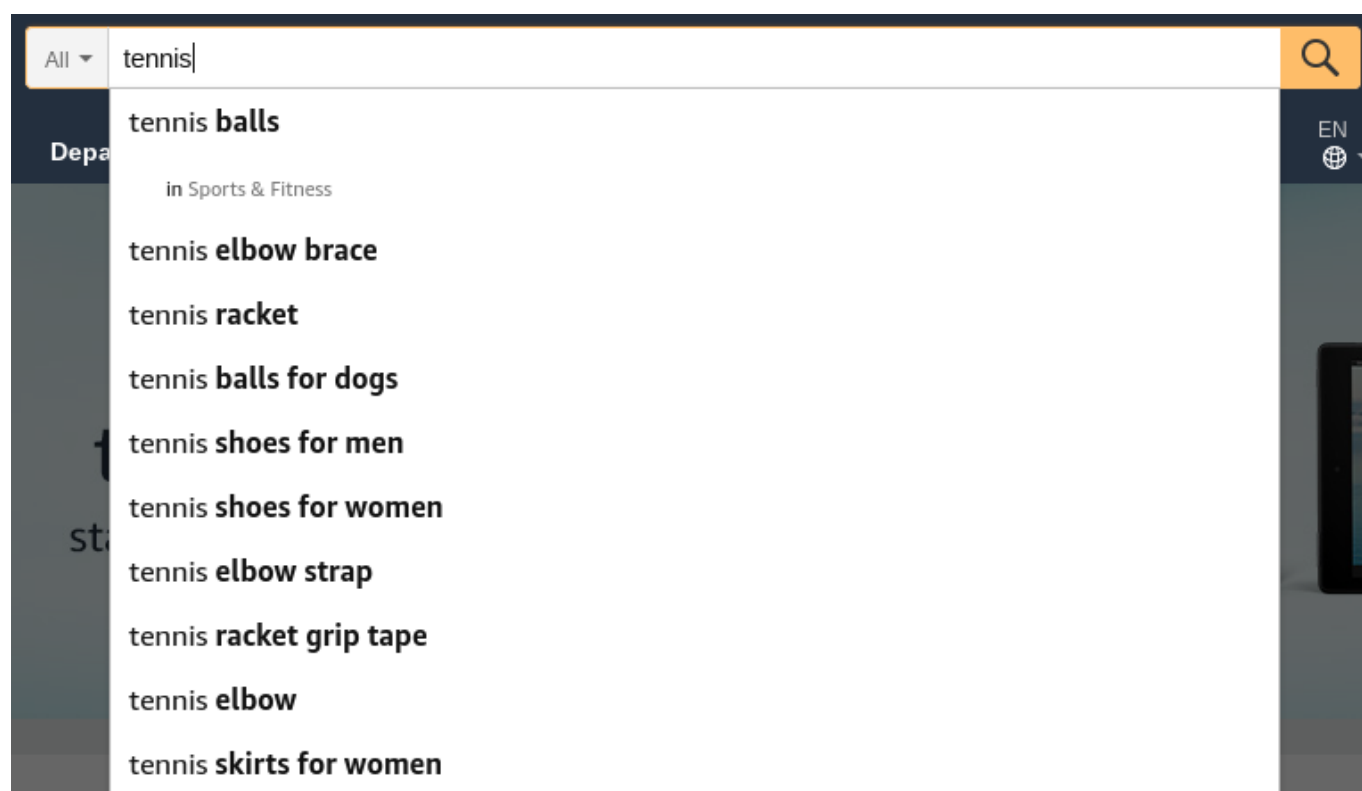 All tennis
tennis balls
EN
in Sports & Fitness
tennis elbow brace
tennis racket
tennis balls for dogs
tennis shoes for men
tennis shoes for women
tennis elbow strap
tennis racket grip tape
tennis elbow
tennis skirts for women